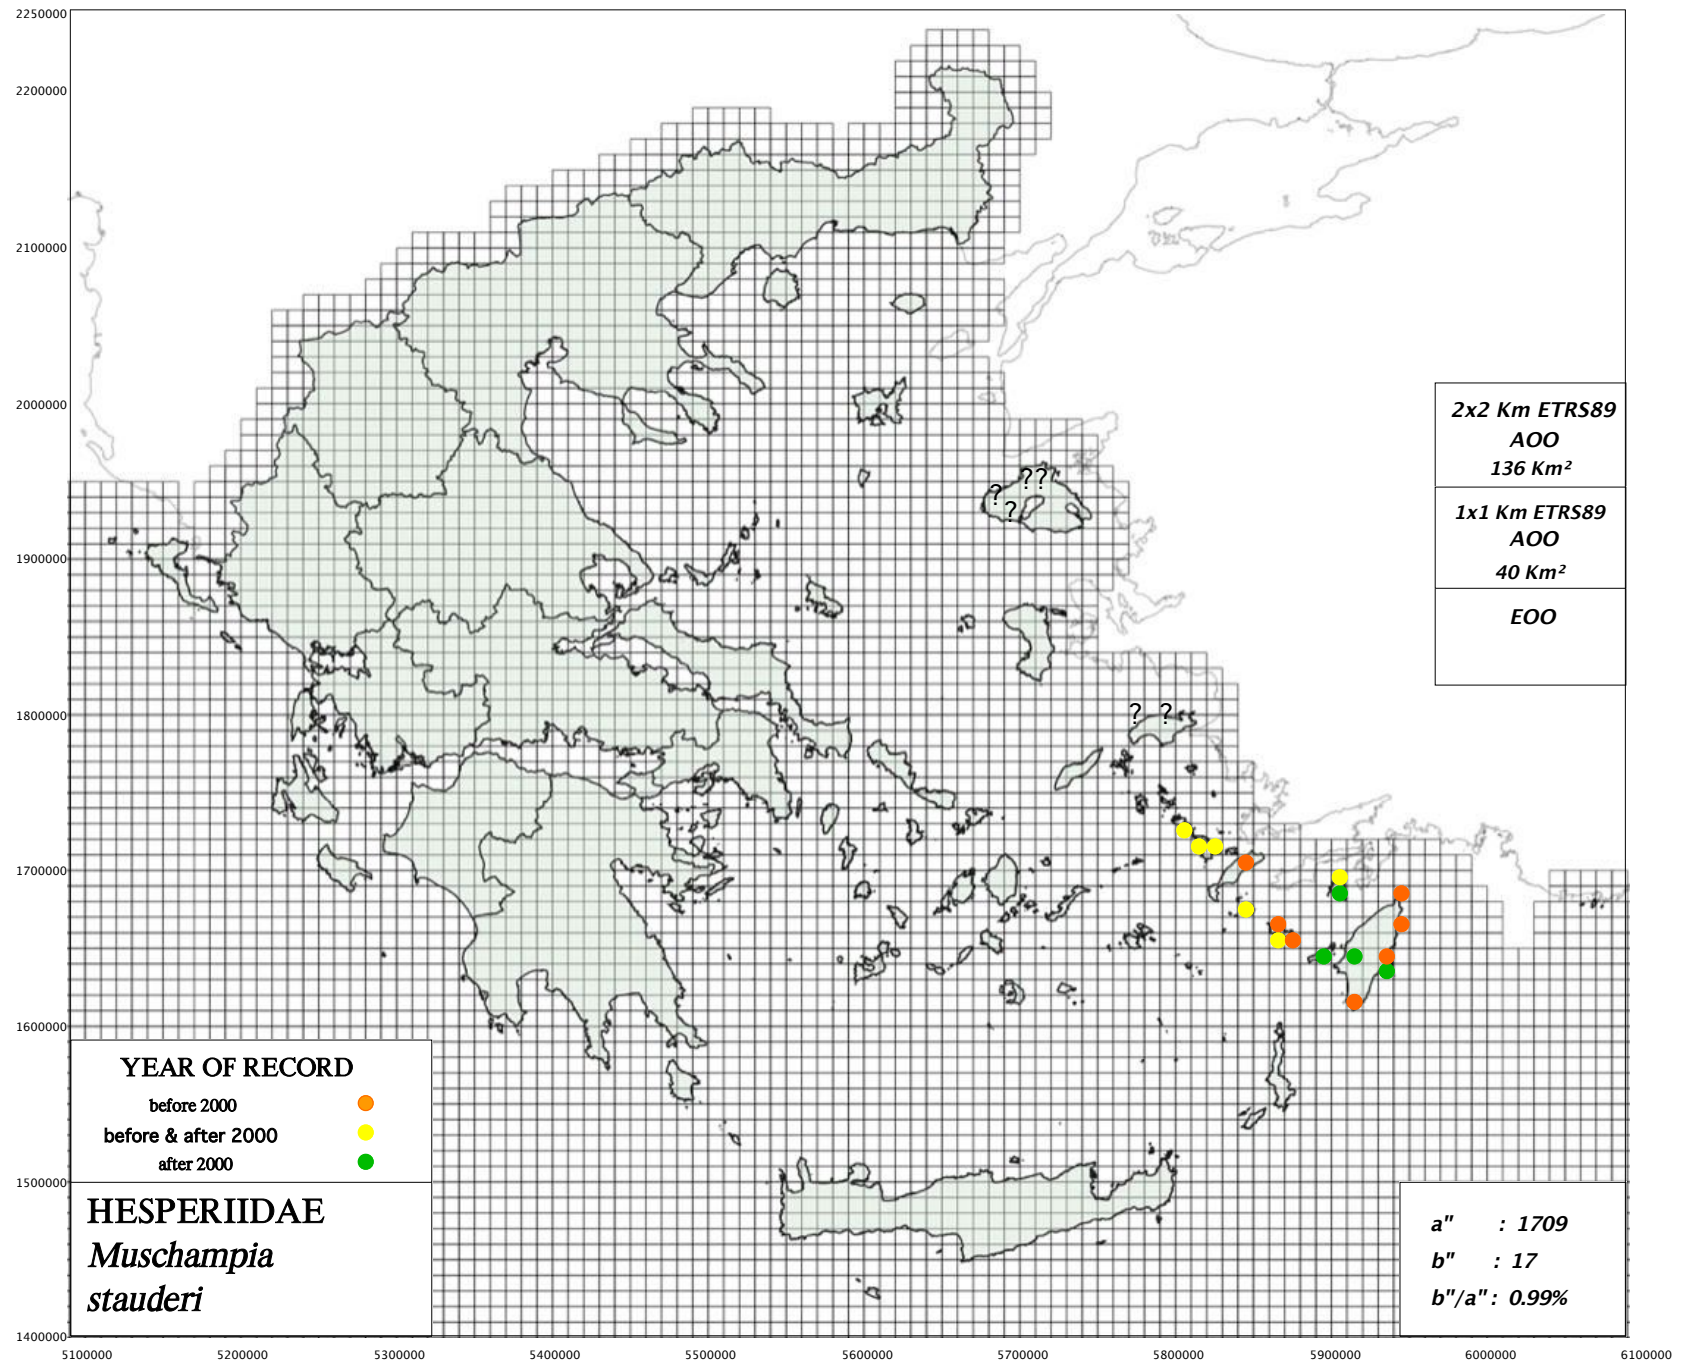 2250000
2200000
2100000
2000000
1900000
1800000
1700000
1600000
1500000
1400000
??
?
?
? ?
2x2 Km ETRS89
AOO
136 Km²
1x1 Km ETRS89
AOO
40 Km²
EOO
YEAR OF RECORD
before 2000
before & after 2000
after 2000
HESPERIIDAE
Muschampia
stauderi
a" : 1709
b" : 17
b"/a" : 0.99%
5100000 5200000 5300000 5400000 5500000 5600000 5700000 5800000 5900000 6000000 6100000